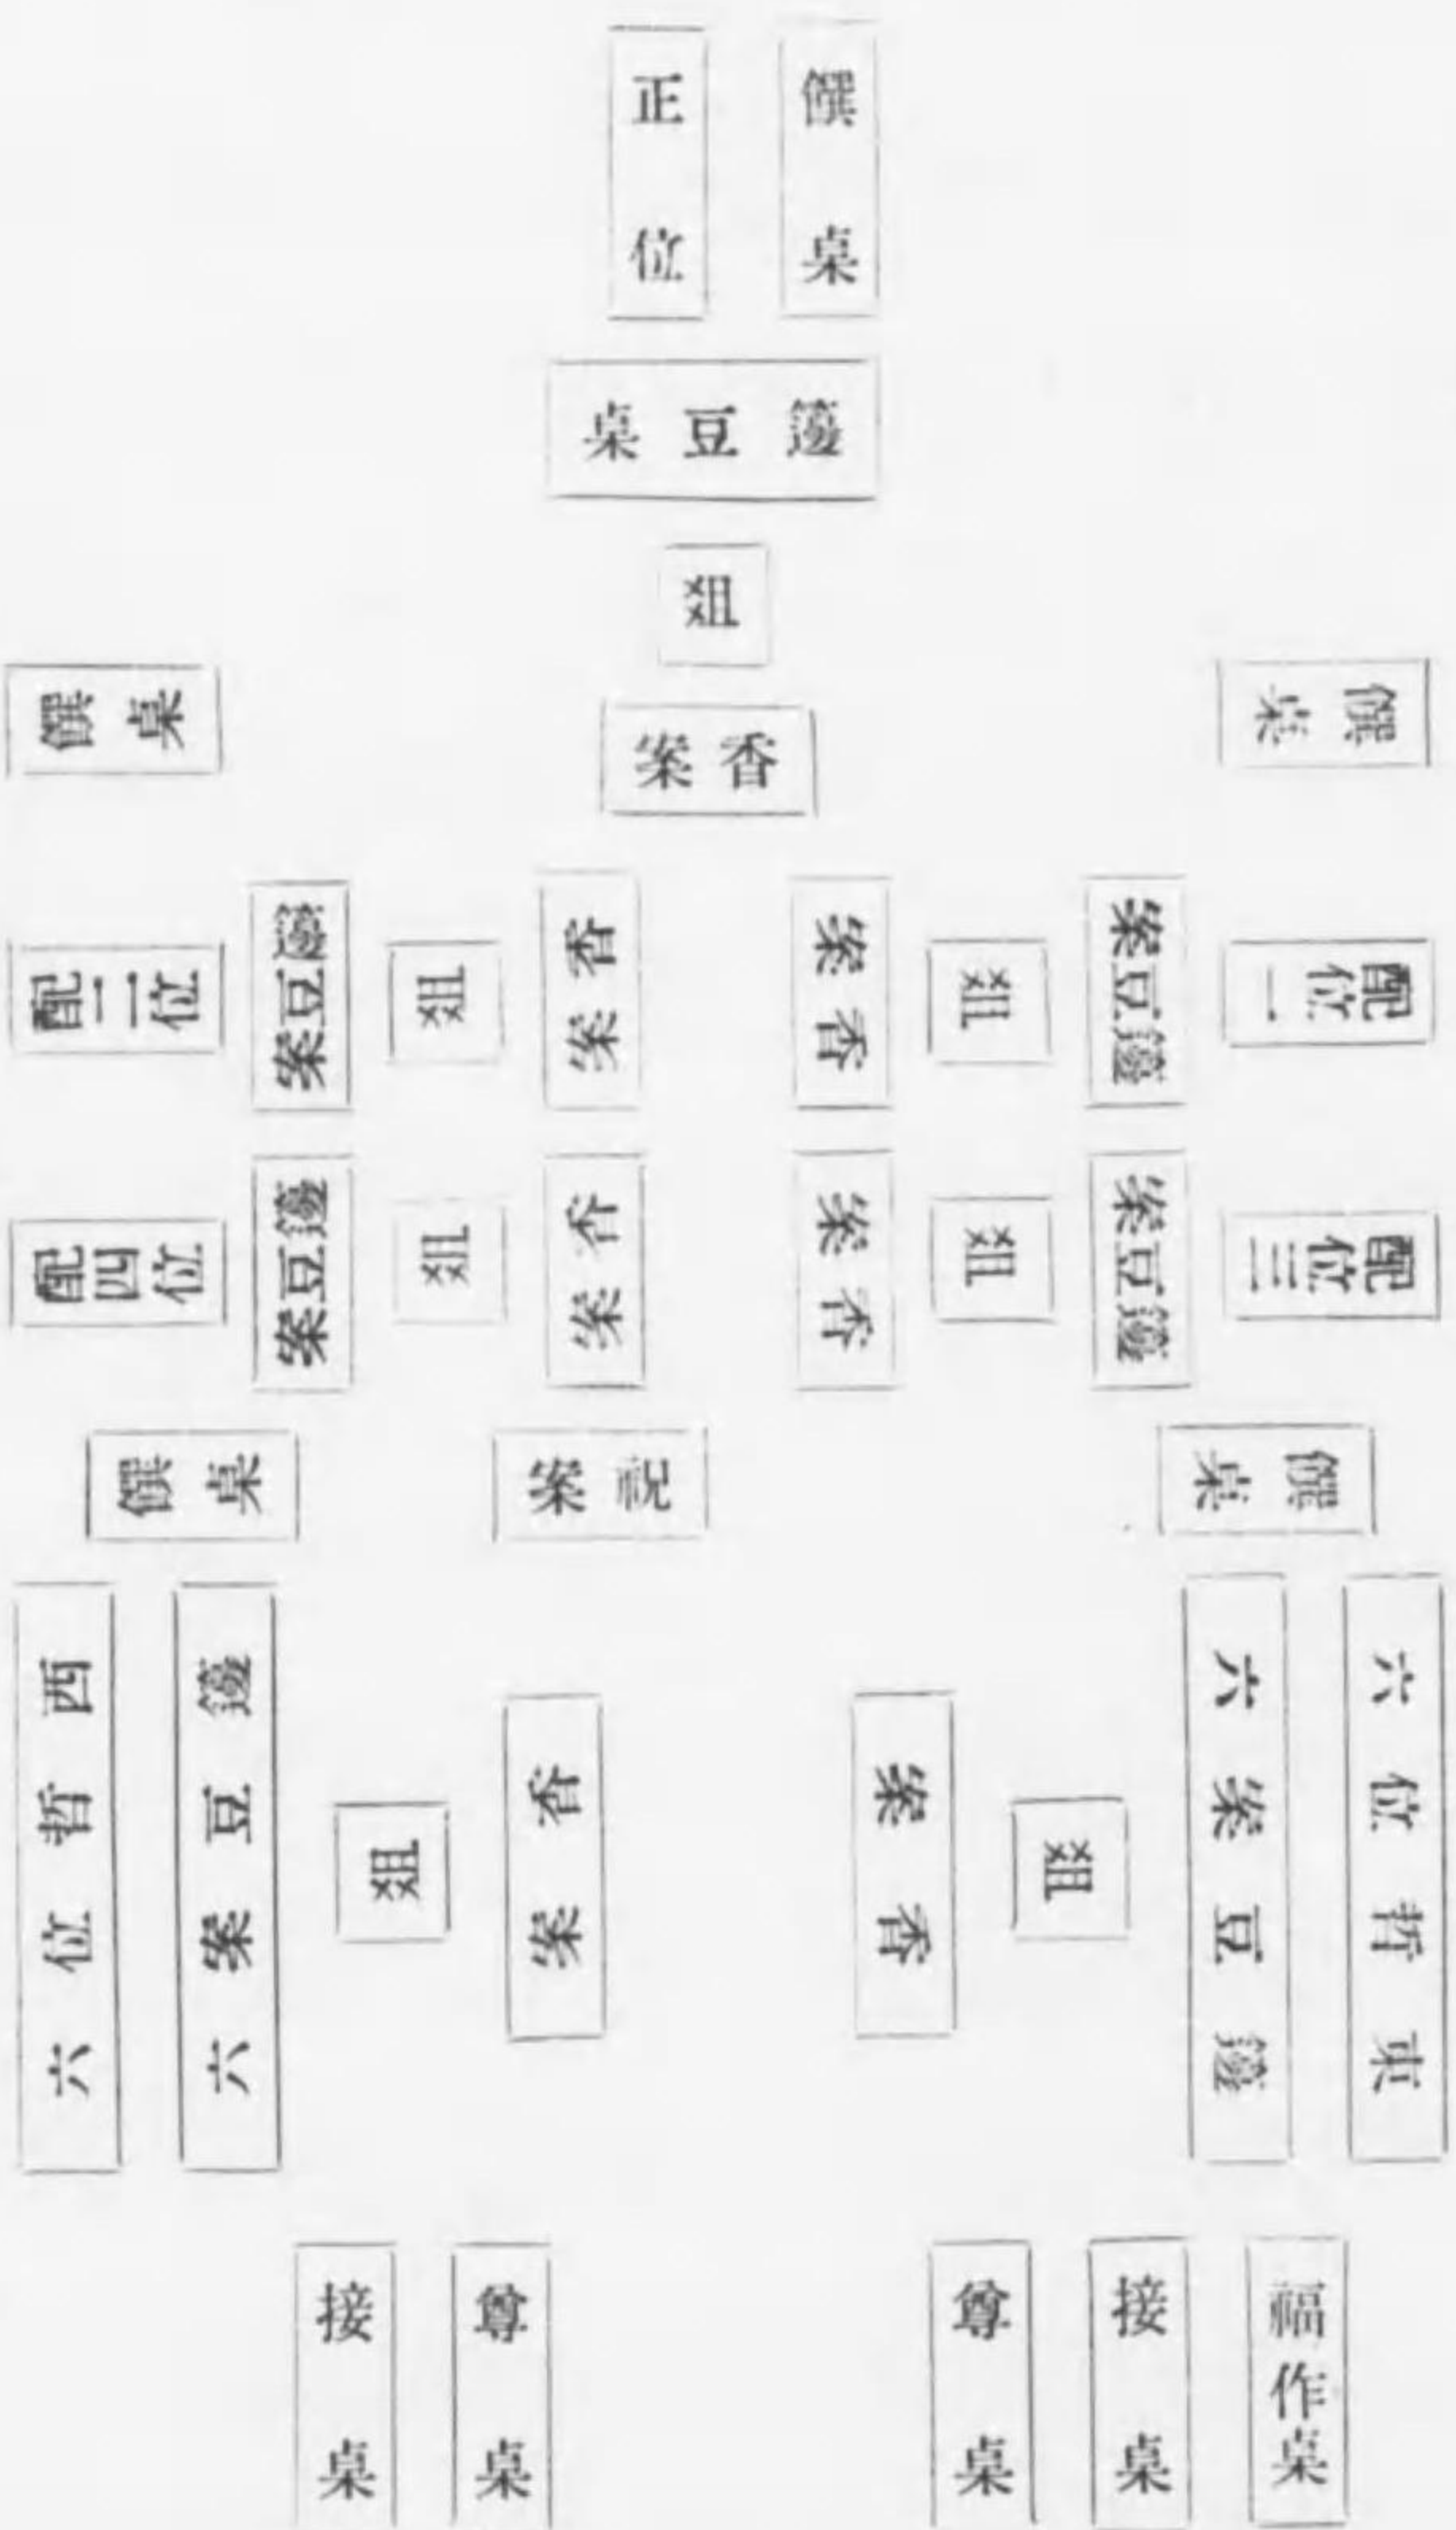 正位
饌桌
籩豆桌
俎
香案
饌桌
饌桌
配位一
籩豆案
俎
香案
配二位
籩豆案
俎
香案
配位三
籩豆案
俎
香案
配四位
籩豆案
俎
香案
饌桌
祝案
饌桌
東哲位六
籩豆案六
俎
香案
西哲位六
籩豆案六
俎
香案
福作桌
接桌
尊桌
尊桌
接桌